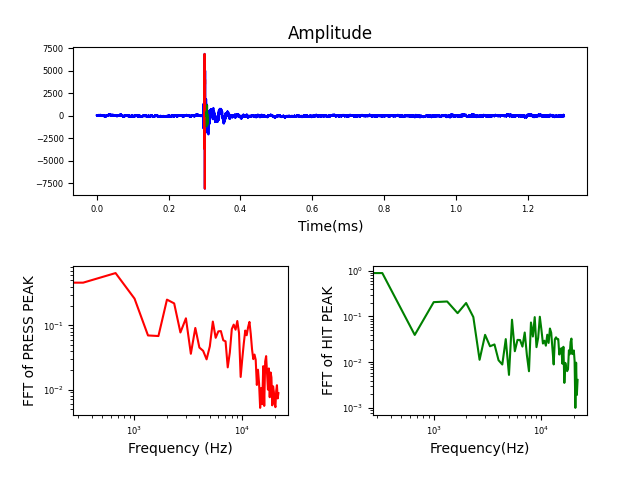 Amplitude
7500
5000
2500
0
−2500
−5000
−7500
0.0 0.2 0.4 0.6 0.8 1.0 1.2
Time(ms)
FFT of PRESS PEAK
10⁻¹
10⁻²
10³ 10⁴
Frequency (Hz)
FFT of HIT PEAK
10⁰
10⁻¹
10⁻²
10⁻³
10³ 10⁴
Frequency(Hz)